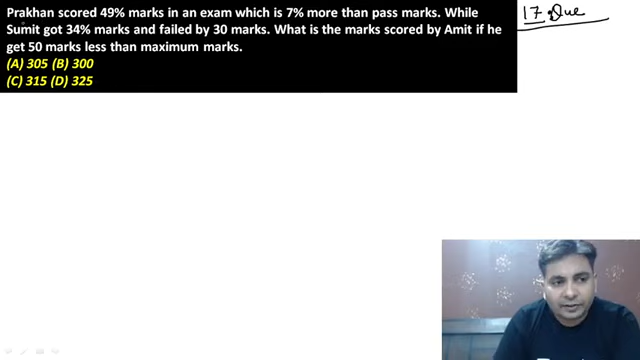 Prakhan scored 49% marks in an exam which is 7% more than pass marks. While
Sumit got 34% marks and failed by 30 marks. What is the marks scored by Amit if he
get 50 marks less than maximum marks.
(A) 305 (B) 300
(C) 315 (D) 325
17 Que